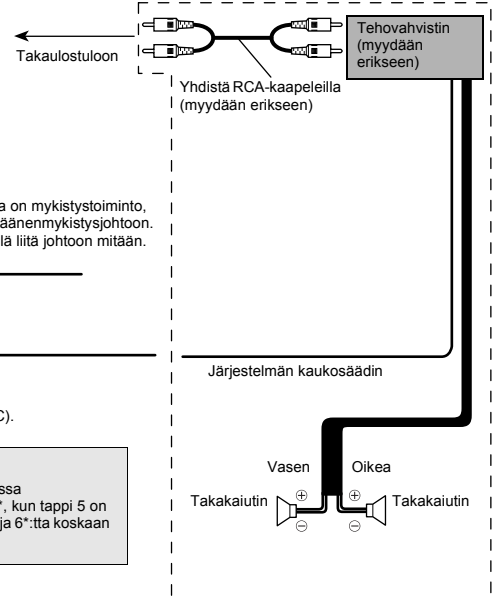 Takaulostuloon
Tehovahvistin
(myydään
erikseen)
Yhdistä RCA-kaapeleilla
(myydään erikseen)
a on mykistystoiminto,
äänenmykistysjohtoon.
lä liitä johtoon mitään.
Järjestelmän kaukosäädin
C).
ssa
*, kun tappi 5 on
ja 6*:tta koskaan
Vasen
Oikea
Takakaiutin
Takakaiutin